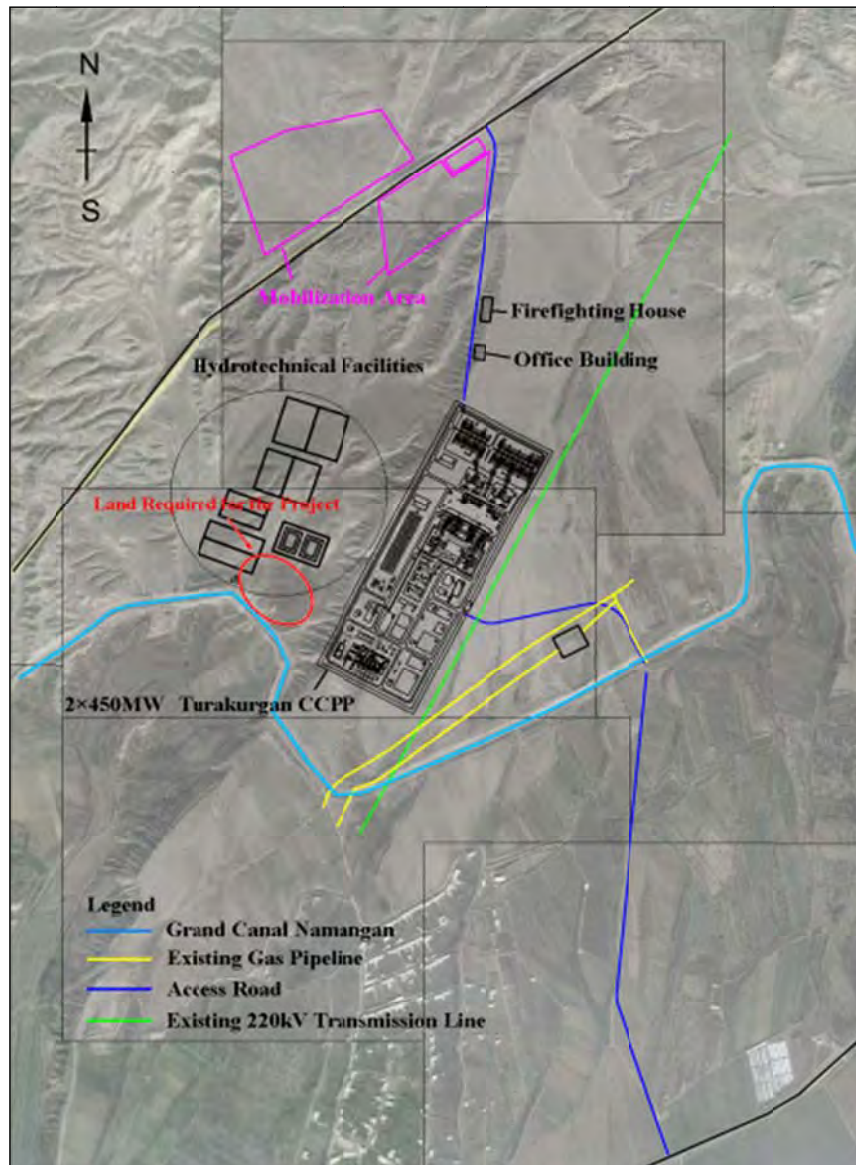 N
S
Mobilization Area
Firefighting House
Hydrotechnical Facilities
Office Building
Land Required for the Project
2×450MW Turakurgan CCPP
Legend
Grand Canal Namangan
Existing Gas Pipeline
Access Road
Existing 220kV Transmission Line